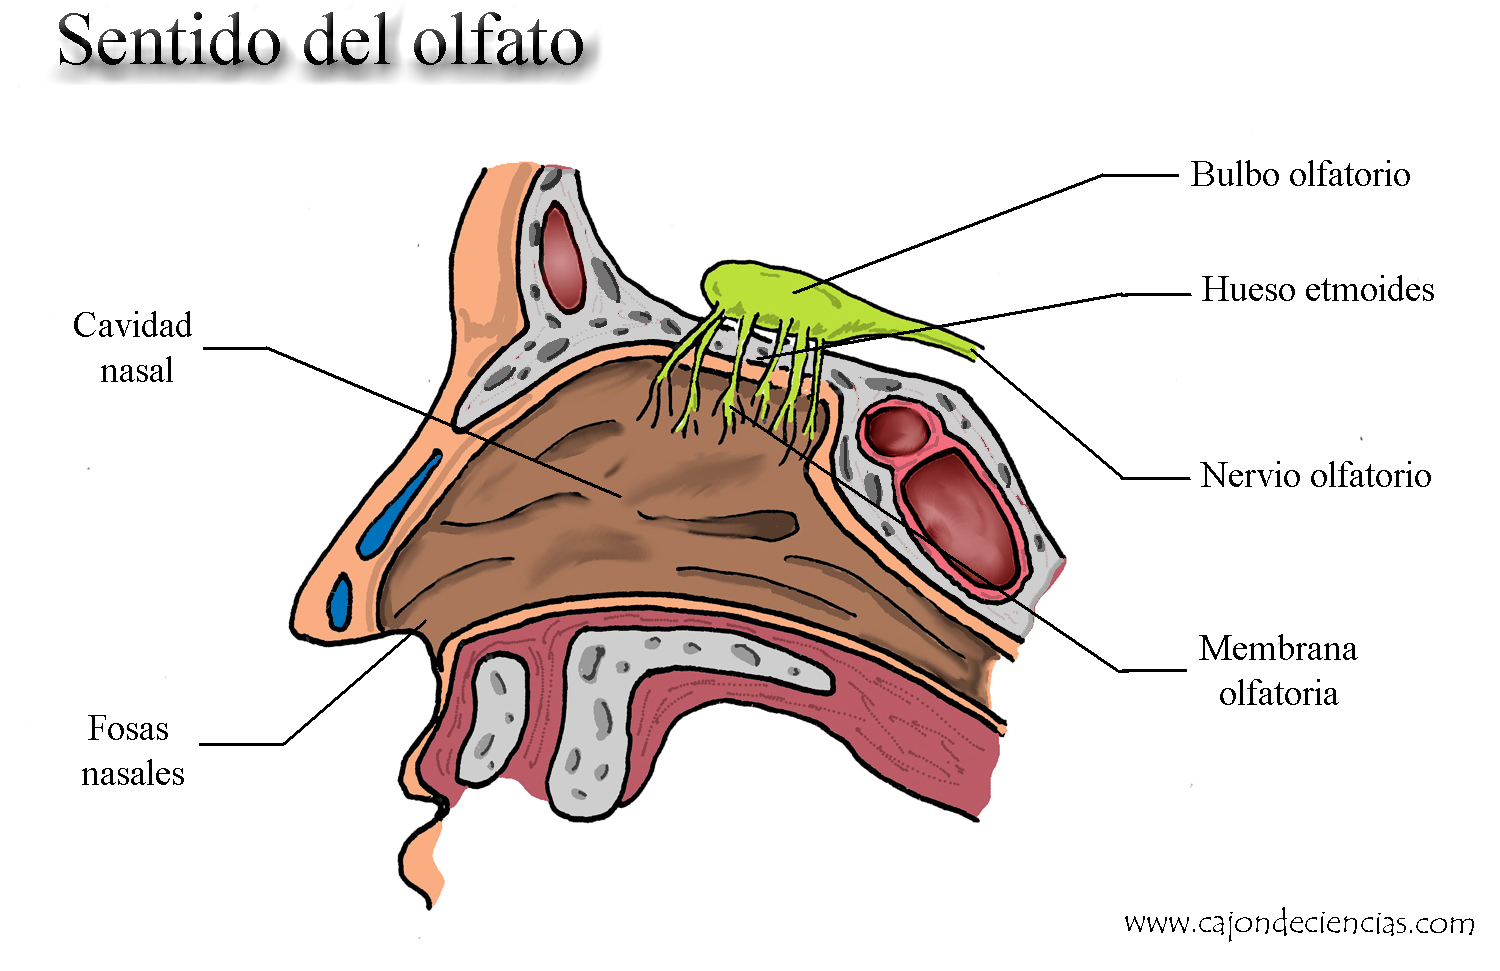 Sentido del olfato
Bulbo olfatorio
Hueso etmoides
Cavidad
nasal
Nervio olfatorio
Membrana
olfatoria
Fosas
nasales
www.cajondeciencias.com